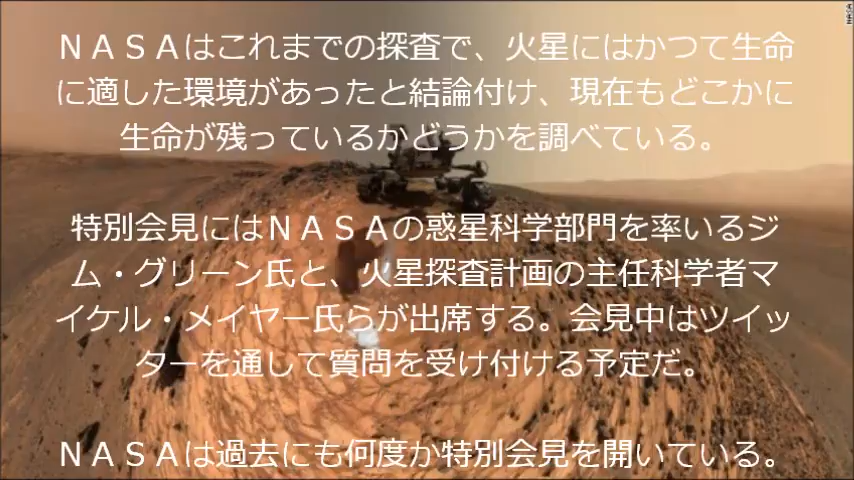 ＮＡＳＡはこれまでの探査で、火星にはかつて生命
に適した環境があったと結論付け、現在もどこかに
生命が残っているかどうかを調べている。
特別会見にはＮＡＳＡの惑星科学部門を率いるジ
ム・グリーン氏と、火星探査計画の主任科学者マ
イケル・メイヤー氏らが出席する。会見中はツイッ
ターを通して質問を受け付ける予定だ。
ＮＡＳＡは過去にも何度か特別会見を開いている。